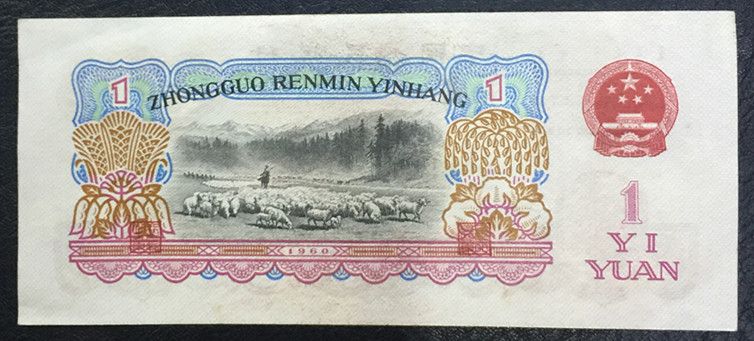 1
1
ZHONGGUO RENMIN YINHANG
1
YI
YUAN
1960